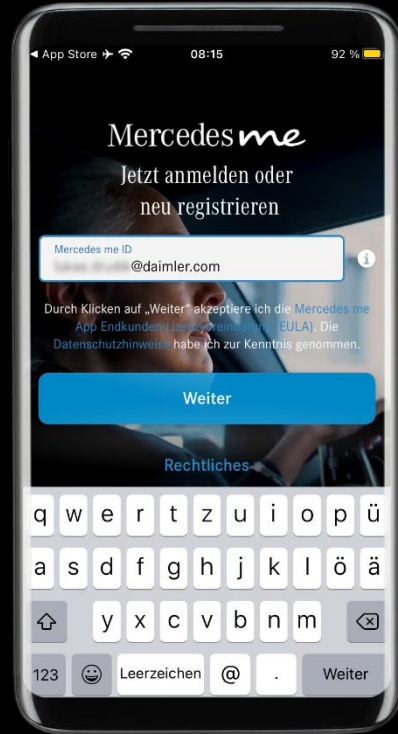 App Store
08:15
92 %
Mercedes me
Jetzt anmelden oder
neu registrieren
Mercedes me ID
@daimler.com
i
Durch Klicken auf „Weiter" akzeptiere ich die Mercedes me
App Endkunden-Lizenzvereinbarung (EULA). Die
Datenschutzhinweise habe ich zur Kenntnis genommen.
Weiter
Rechtliches
q w e r t z u i o p ü
a s d f g h j k l ö ä
y x c v b n m
123 Leerzeichen @ . Weiter